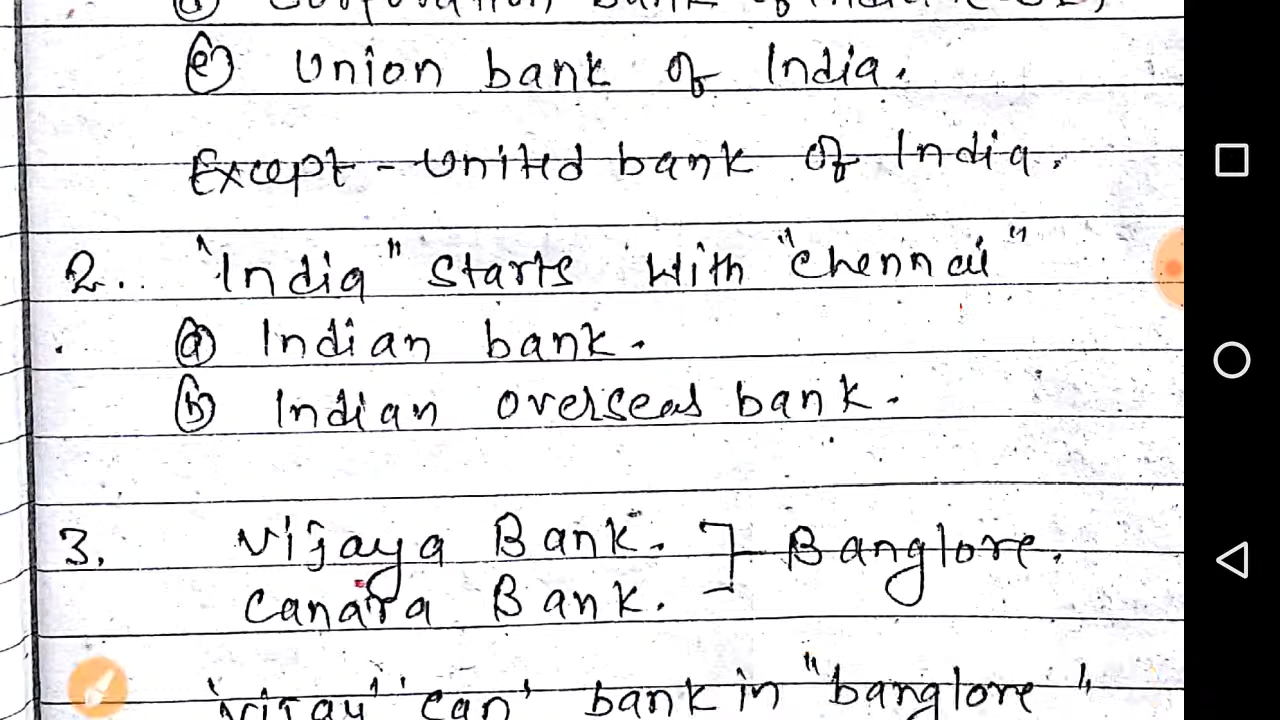 ⓔ Union bank of India.
Except - United bank of India.
2. "India" starts with "chennai"
ⓐ Indian bank.
ⓑ Indian overseas bank.
3. Vijaya Bank. ] Banglore.
Canara Bank.
'vijay' 'can' bank in "banglore"